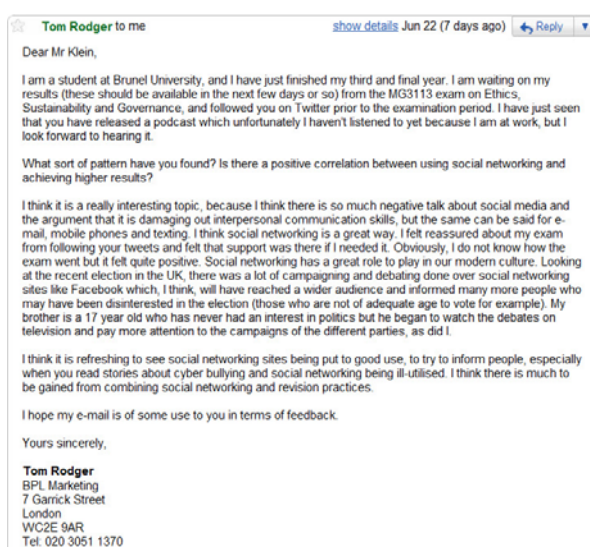 Tom Rodger to me show details Jun 22 (7 days ago) Reply
Dear Mr Klein,
I am a student at Brunel University, and I have just finished my third and final year. I am waiting on my
results (these should be available in the next few days or so) from the MG3113 exam on Ethics,
Sustainability and Governance, and followed you on Twitter prior to the examination period. I have just seen
that you have released a podcast which unfortunately I haven't listened to yet because I am at work, but I
look forward to hearing it.
What sort of pattern have you found? Is there a positive correlation between using social networking and
achieving higher results?
I think it is a really interesting topic, because I think there is so much negative talk about social media and
the argument that it is damaging out interpersonal communication skills, but the same can be said for e-
mail, mobile phones and texting. I think social networking is a great way. I felt reassured about my exam
from following your tweets and felt that support was there if I needed it. Obviously, I do not know how the
exam went but it felt quite positive. Social networking has a great role to play in our modern culture. Looking
at the recent election in the UK, there was a lot of campaigning and debating done over social networking
sites like Facebook which, I think, will have reached a wider audience and informed many more people who
may have been disinterested in the election (those who are not of adequate age to vote for example). My
brother is a 17 year old who has never had an interest in politics but he began to watch the debates on
television and pay more attention to the campaigns of the different parties, as did I.
I think it is refreshing to see social networking sites being put to good use, to try to inform people, especially
when you read stories about cyber bullying and social networking being ill-utilised. I think there is much to
be gained from combining social networking and revision practices.
I hope my e-mail is of some use to you in terms of feedback.
Yours sincerely,
Tom Rodger
BPL Marketing
7 Garrick Street
London
WC2E 9AR
Tel: 020 3051 1370